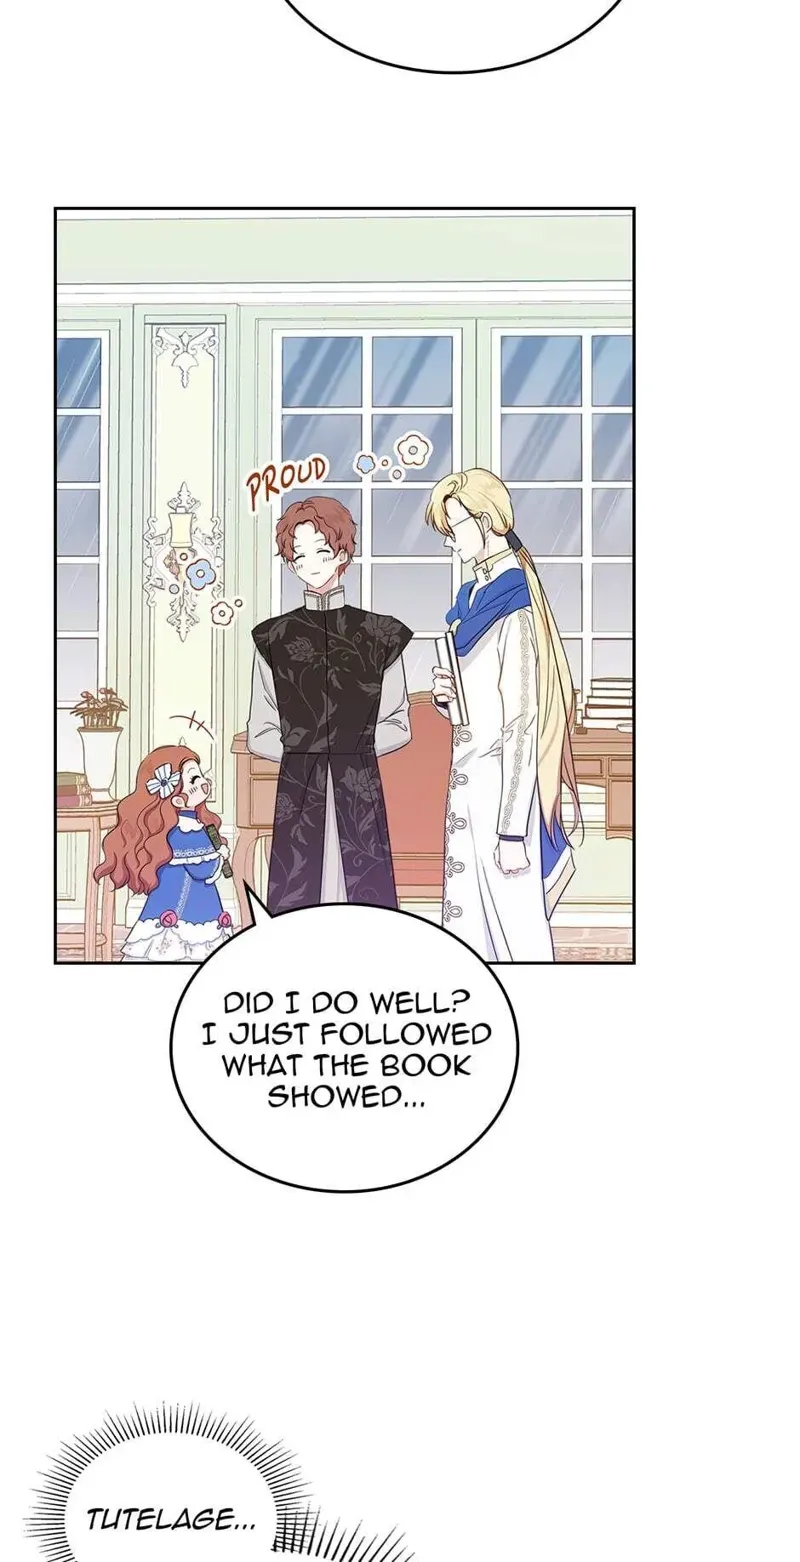 PROUD
DID I DO WELL?
I JUST FOLLOWED
WHAT THE BOOK
SHOWED...
TUTELAGE...